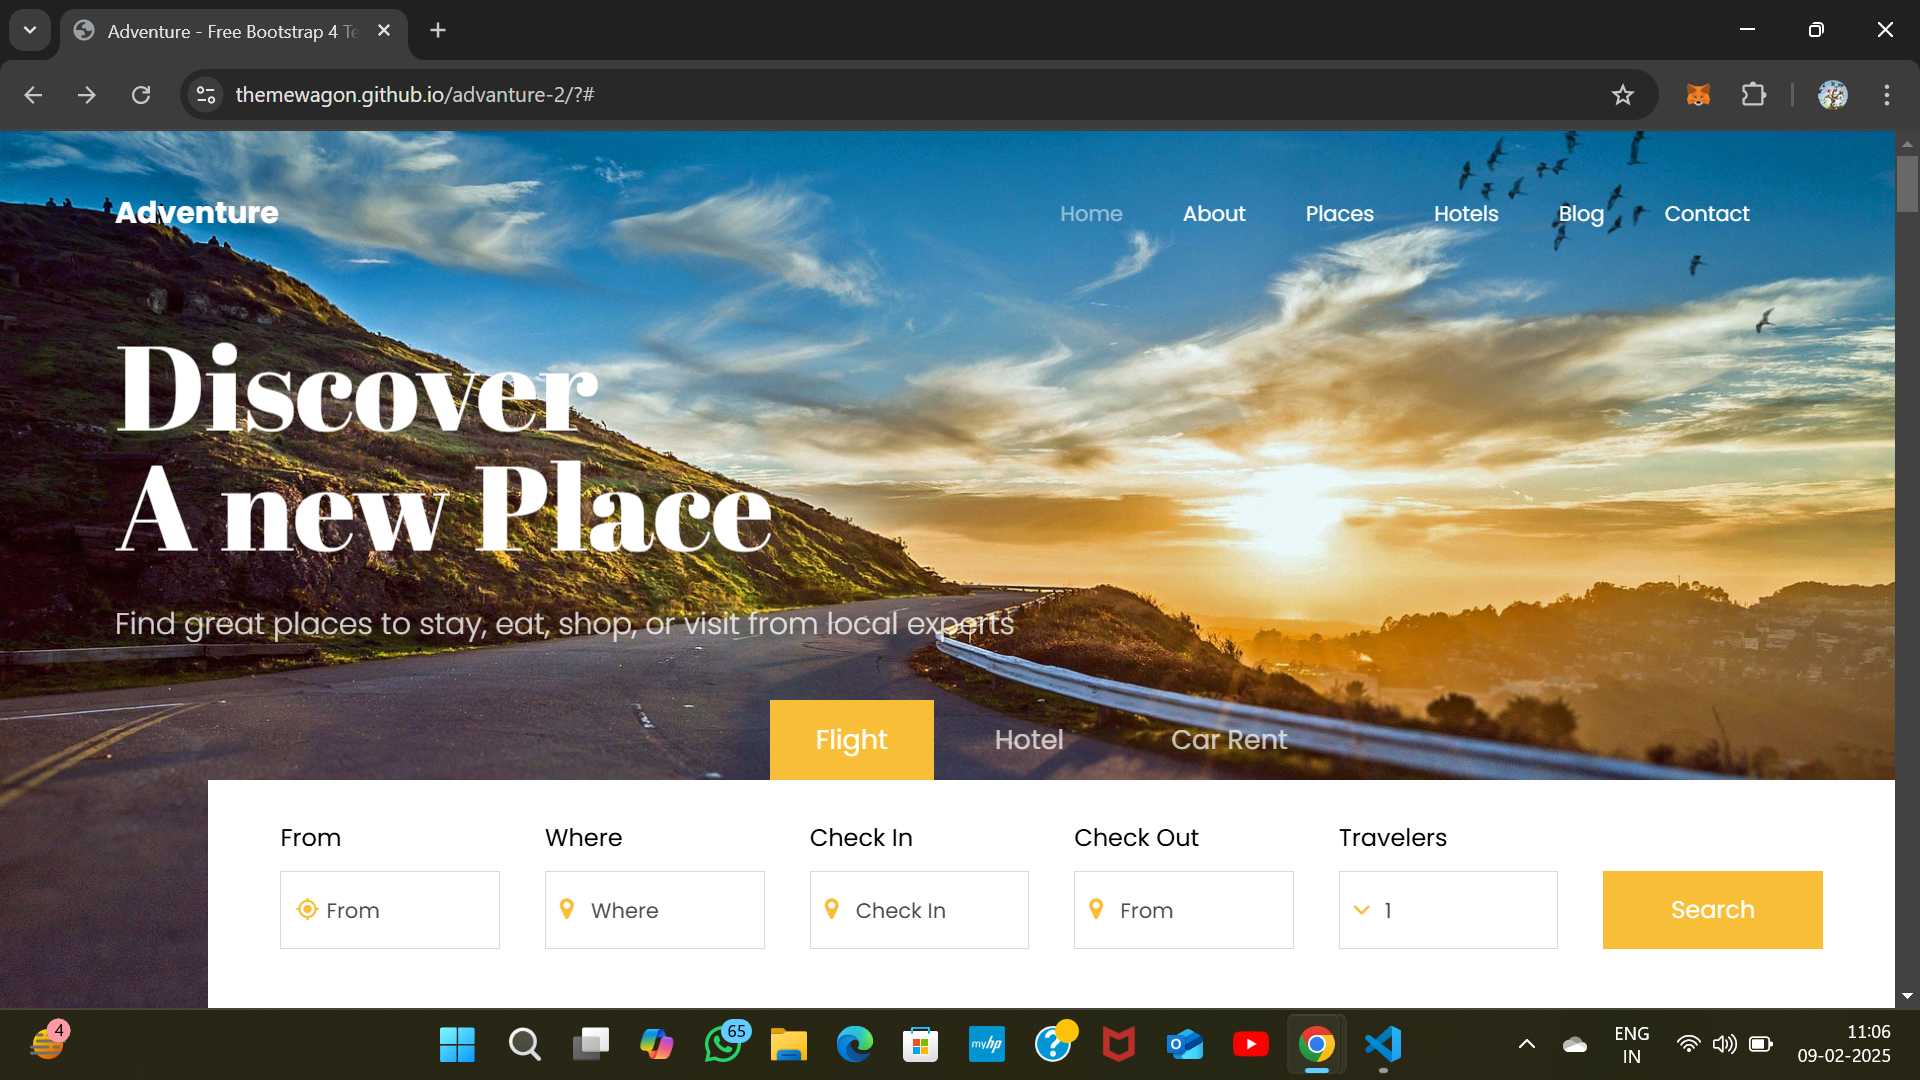 Adventure - Free Bootstrap 4 Te
themewagon.github.io/advanture-2/?#
Adventure
Home About Places Hotels Blog Contact
Discover
A new Place
Find great places to stay, eat, shop, or visit from local experts
Flight Hotel Car Rent
From Where Check In Check Out Travelers
From Where Check In From 1 Search
4
65
myhp
ENG
IN
11:06
09-02-2025